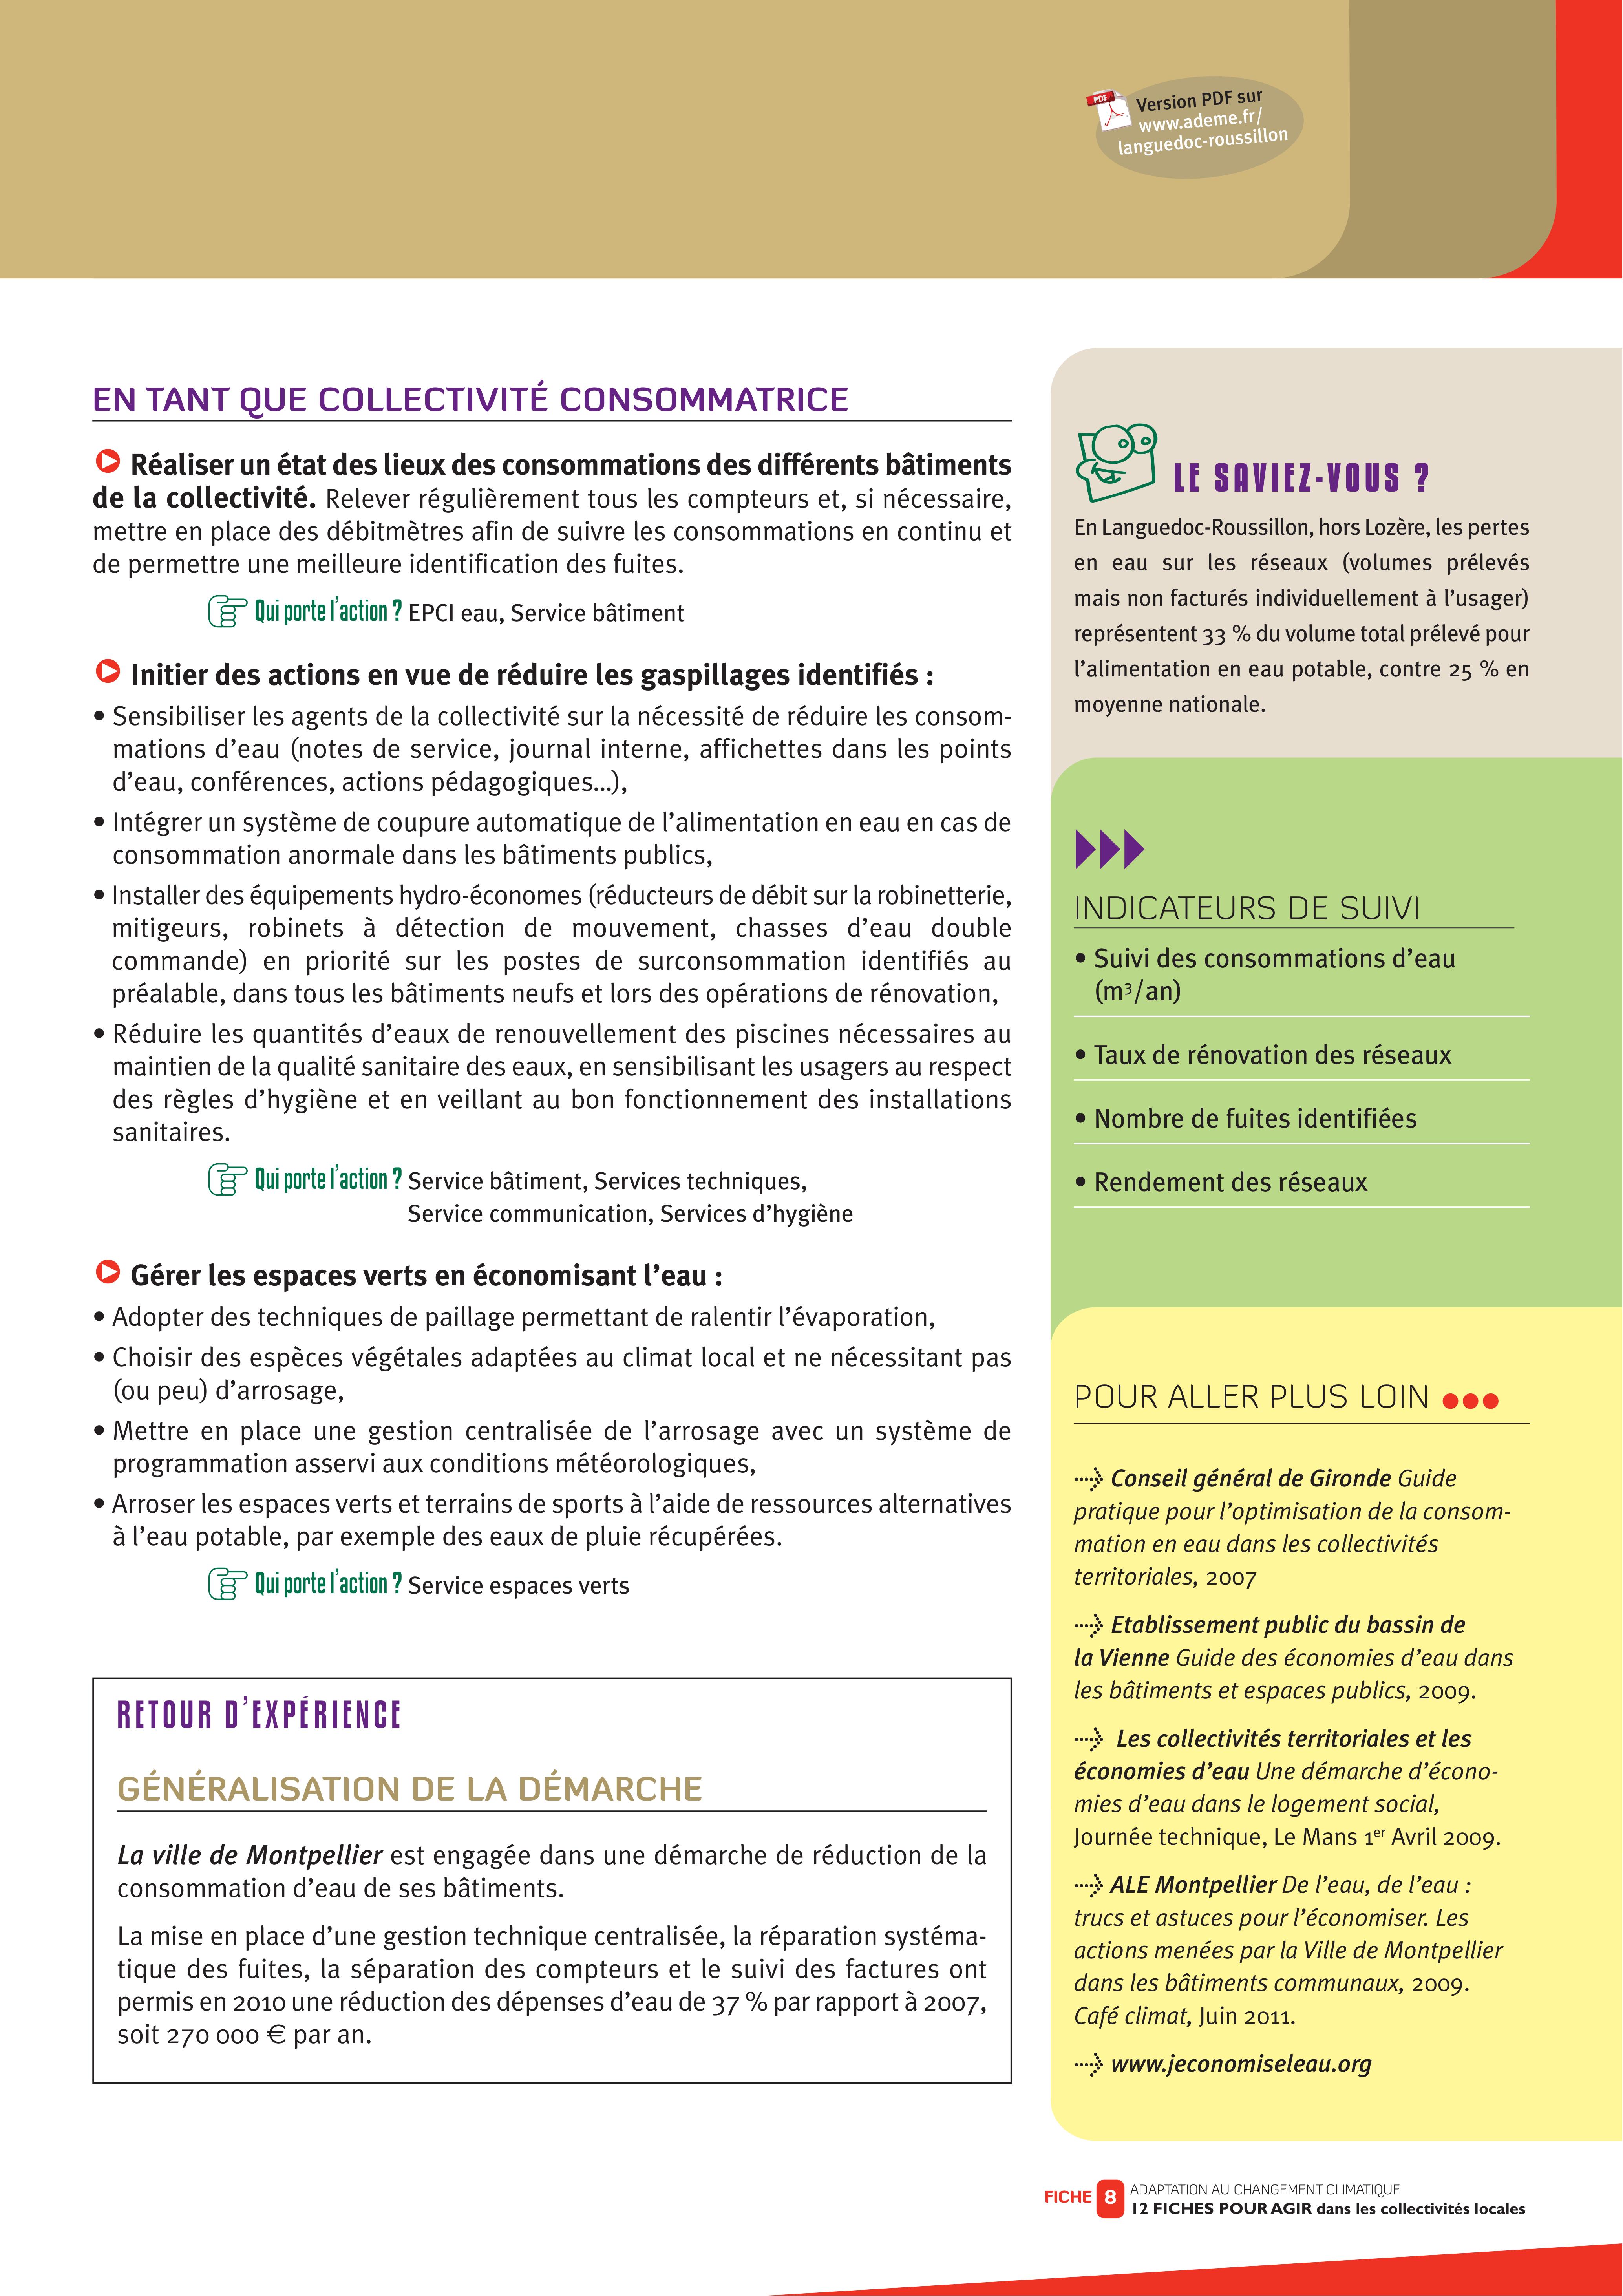 PDF
Version PDF sur
www.ademe.fr/
languedoc-roussillon
EN TANT QUE COLLECTIVITÉ CONSOMMATRICE
Réaliser un état des lieux des consommations des différents bâtiments
de la collectivité. Relever régulièrement tous les compteurs et, si nécessaire,
mettre en place des débitmètres afin de suivre les consommations en continu et
de permettre une meilleure identification des fuites.
Qui porte l'action ? EPCI eau, Service bâtiment
Initier des actions en vue de réduire les gaspillages identifiés :
• Sensibiliser les agents de la collectivité sur la nécessité de réduire les consom-
mations d'eau (notes de service, journal interne, affichettes dans les points
d'eau, conférences, actions pédagogiques...),
• Intégrer un système de coupure automatique de l'alimentation en eau en cas de
consommation anormale dans les bâtiments publics,
• Installer des équipements hydro-économes (réducteurs de débit sur la robinetterie,
mitigeurs, robinets à détection de mouvement, chasses d'eau double
commande) en priorité sur les postes de surconsommation identifiés au
préalable, dans tous les bâtiments neufs et lors des opérations de rénovation,
• Réduire les quantités d'eaux de renouvellement des piscines nécessaires au
maintien de la qualité sanitaire des eaux, en sensibilisant les usagers au respect
des règles d'hygiène et en veillant au bon fonctionnement des installations
sanitaires.
Qui porte l'action ? Service bâtiment, Services techniques,
Service communication, Services d'hygiène
Gérer les espaces verts en économisant l'eau :
• Adopter des techniques de paillage permettant de ralentir l'évaporation,
• Choisir des espèces végétales adaptées au climat local et ne nécessitant pas
(ou peu) d'arrosage,
• Mettre en place une gestion centralisée de l'arrosage avec un système de
programmation asservi aux conditions météorologiques,
• Arroser les espaces verts et terrains de sports à l'aide de ressources alternatives
à l'eau potable, par exemple des eaux de pluie récupérées.
Qui porte l'action ? Service espaces verts
RETOUR D'EXPÉRIENCE
GÉNÉRALISATION DE LA DÉMARCHE
La ville de Montpellier est engagée dans une démarche de réduction de la
consommation d'eau de ses bâtiments.
La mise en place d'une gestion technique centralisée, la réparation systéma-
tique des fuites, la séparation des compteurs et le suivi des factures ont
permis en 2010 une réduction des dépenses d'eau de 37 % par rapport à 2007,
soit 270 000 € par an.
LE SAVIEZ-VOUS ?
En Languedoc-Roussillon, hors Lozère, les pertes
en eau sur les réseaux (volumes prélevés
mais non facturés individuellement à l'usager)
représentent 33 % du volume total prélevé pour
l'alimentation en eau potable, contre 25 % en
moyenne nationale.
INDICATEURS DE SUIVI
• Suivi des consommations d'eau
(m³/an)
• Taux de rénovation des réseaux
• Nombre de fuites identifiées
• Rendement des réseaux
POUR ALLER PLUS LOIN
Conseil général de Gironde Guide
pratique pour l'optimisation de la consom-
mation en eau dans les collectivités
territoriales, 2007
Etablissement public du bassin de
la Vienne Guide des économies d'eau dans
les bâtiments et espaces publics, 2009.
Les collectivités territoriales et les
économies d'eau Une démarche d'écono-
mies d'eau dans le logement social,
Journée technique, Le Mans 1er Avril 2009.
ALE Montpellier De l'eau, de l'eau :
trucs et astuces pour l'économiser. Les
actions menées par la Ville de Montpellier
dans les bâtiments communaux, 2009.
Café climat, Juin 2011.
www.jeconomiseleau.org
FICHE 8 ADAPTATION AU CHANGEMENT CLIMATIQUE
12 FICHES POUR AGIR dans les collectivités locales